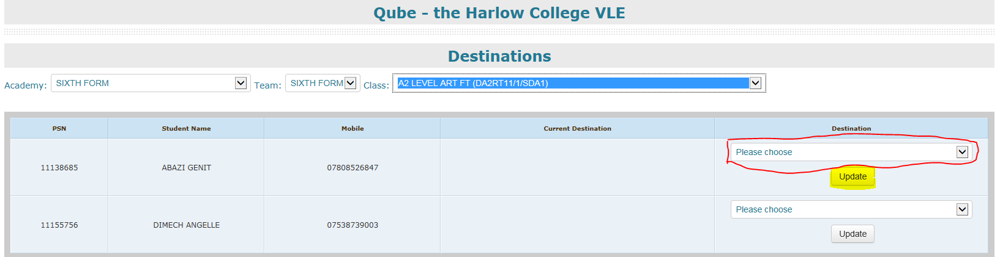 Qube – the Harlow College VLE
Destinations
Academy: SIXTH FORM Team: SIXTH FORM Class: A2 LEVEL ART FT (DA2RT11/1/SDA1)
PSN Student Name Mobile Current Destination Destination
11138685 ABAZI GENIT 07808526847 Please choose
Update
11155756 DIMECH ANGELLE 07538739003 Please choose
Update